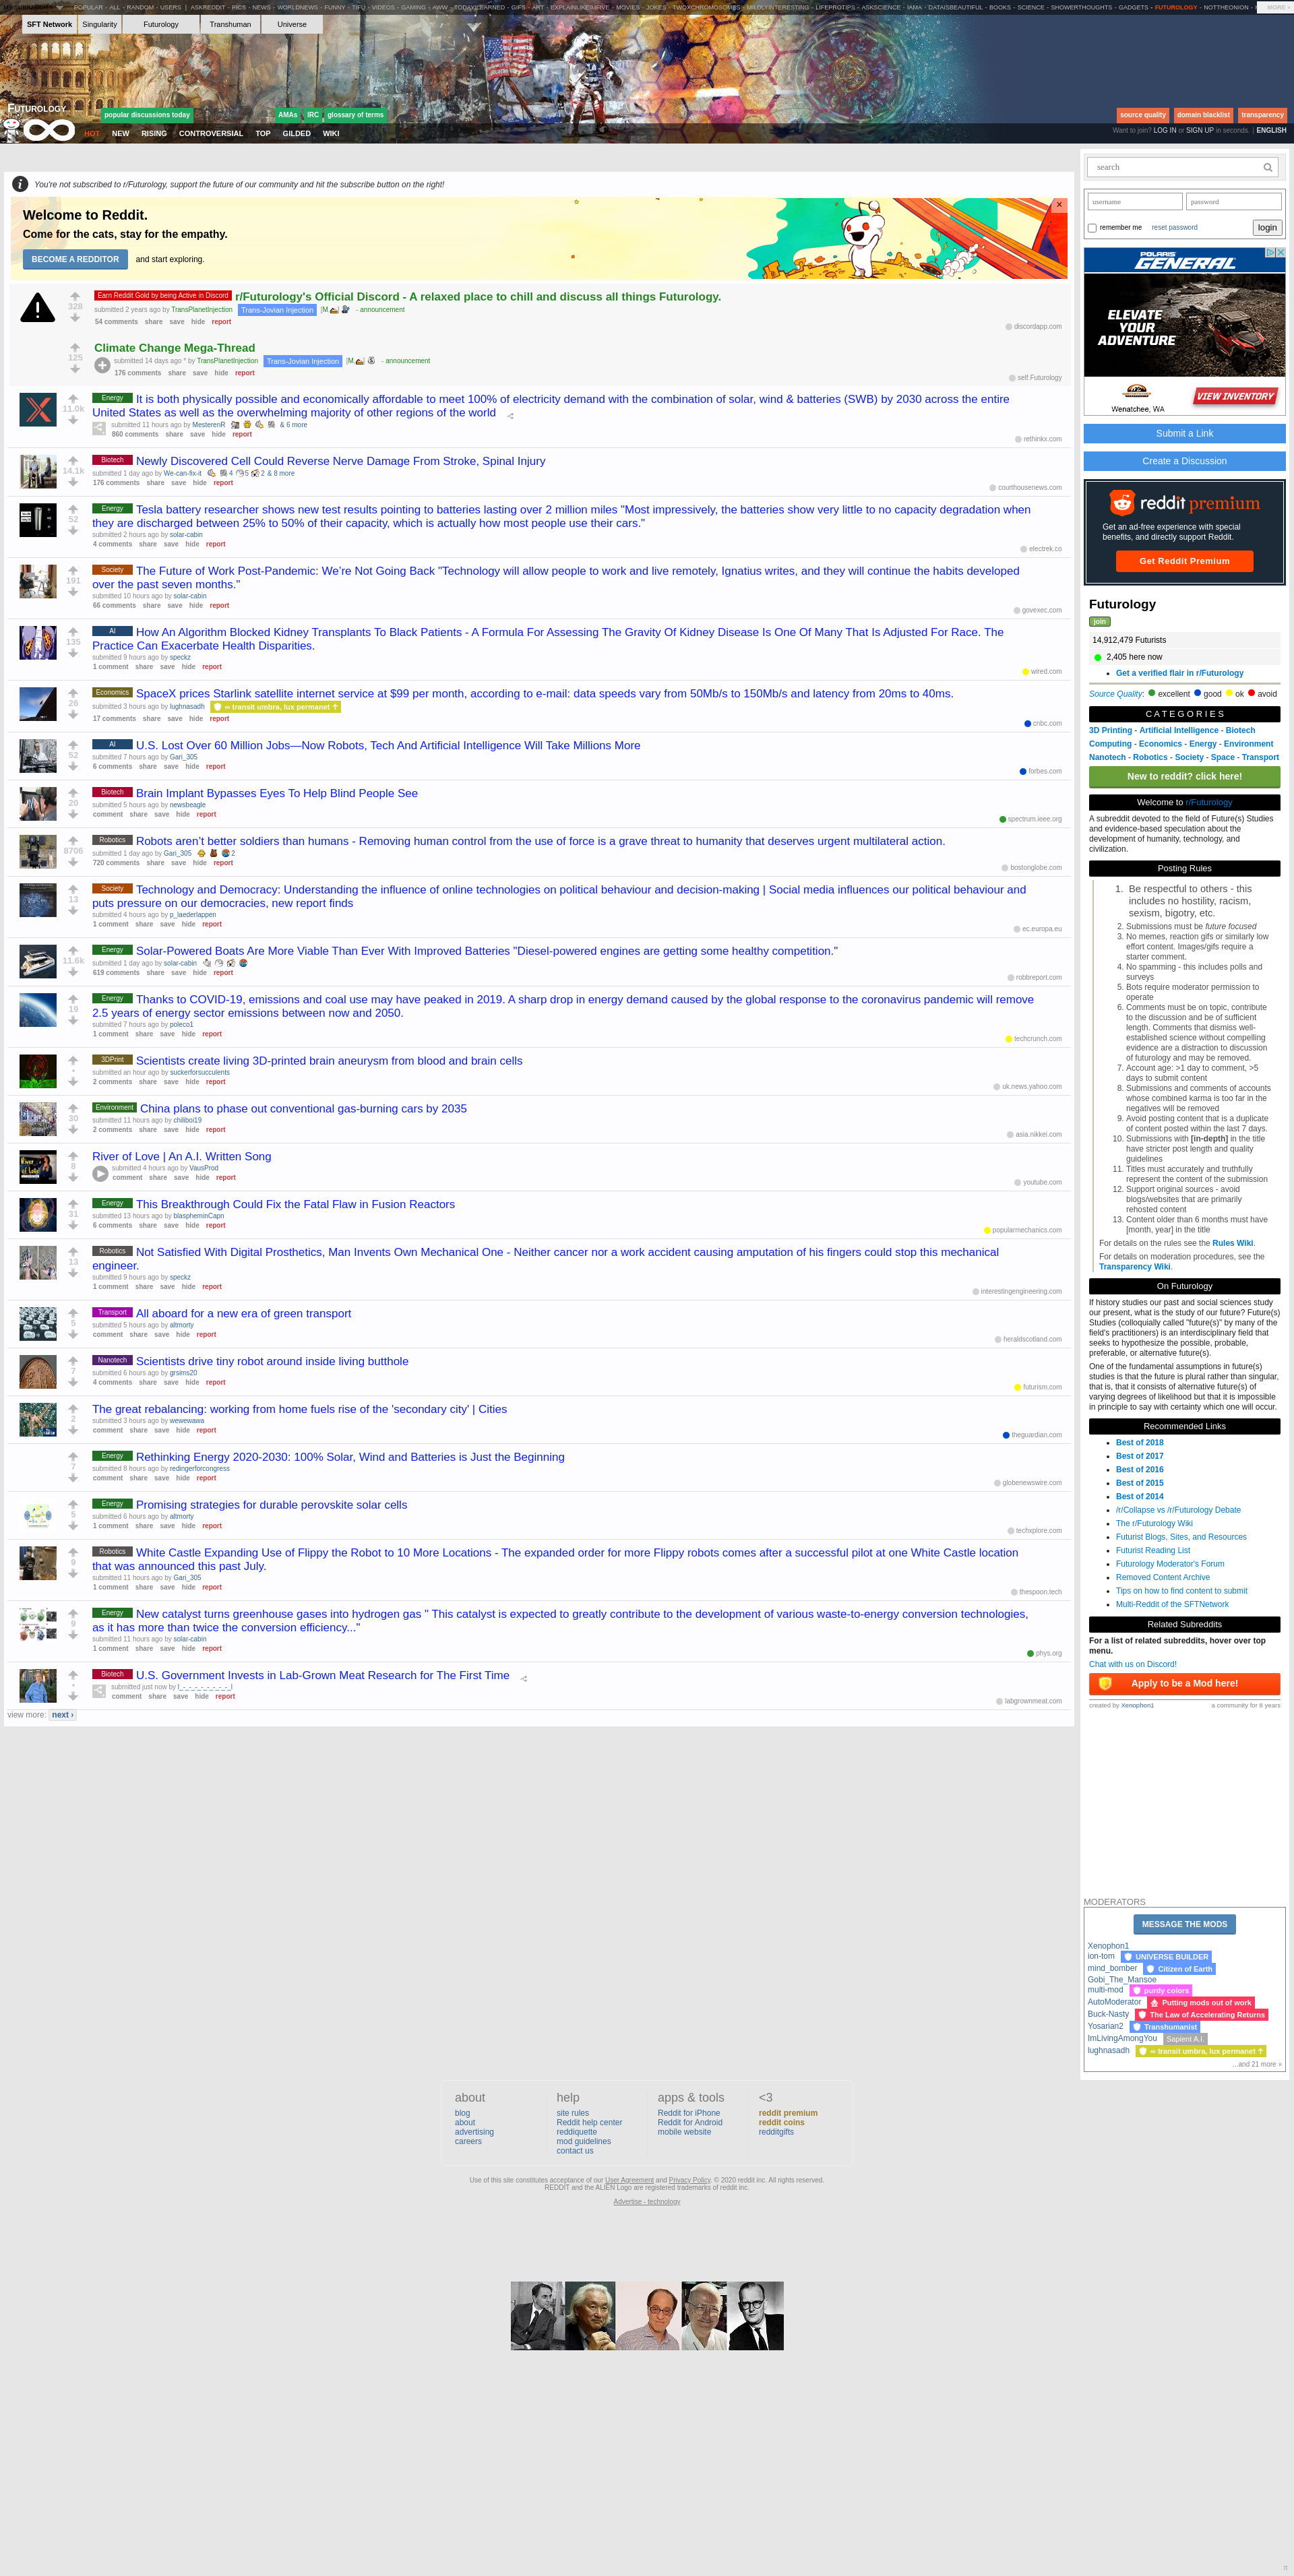 POPULAR - ALL - RANDOM - USERS | ASKREDDIT - PICS - NEWS - WORLDNEWS - FUNNY - TIFU - VIDEOS - GAMING - AWW - TODAYILEARNED - GIFS - ART - EXPLAINLIKEIMFIVE - MOVIES - JOKES - TWOXCHROMOSOMES - MILDLYINTERESTING - LIFEPROTIPS - ASKSCIENCE - IAMA - DATAISBEAUTIFUL - BOOKS - SCIENCE - SHOWERTHOUGHTS - GADGETS - FUTUROLOGY - NOTTHEONION
MORE »
SFT Network Singularity Futurology Transhuman Universe
FUTUROLOGY
popular discussions today AMAs IRC glossary of terms
source quality domain blacklist transparency
HOT NEW RISING CONTROVERSIAL TOP GILDED WIKI
Want to join? LOG IN or SIGN UP in seconds. | ENGLISH
You're not subscribed to r/Futurology, support the future of our community and hit the subscribe button on the right!
Welcome to Reddit.
Come for the cats, stay for the empathy.
BECOME A REDDITOR and start exploring.
328
Earn Reddit Gold by being Active in Discord r/Futurology's Official Discord - A relaxed place to chill and discuss all things Futurology.
submitted 2 years ago by TransPlanetInjection Trans-Jovian Injection [M] - announcement
54 comments share save hide report
discordapp.com
125
Climate Change Mega-Thread
submitted 14 days ago * by TransPlanetInjection Trans-Jovian Injection [M] - announcement
176 comments share save hide report
self.Futurology
11.0k
Energy It is both physically possible and economically affordable to meet 100% of electricity demand with the combination of solar, wind & batteries (SWB) by 2030 across the entire
United States as well as the overwhelming majority of other regions of the world
submitted 11 hours ago by MesterenR & 6 more
860 comments share save hide report
rethinkx.com
14.1k
Biotech Newly Discovered Cell Could Reverse Nerve Damage From Stroke, Spinal Injury
submitted 1 day ago by We-can-fix-it 4 5 2 & 8 more
176 comments share save hide report
courthousenews.com
52
Energy Tesla battery researcher shows new test results pointing to batteries lasting over 2 million miles "Most impressively, the batteries show very little to no capacity degradation when
they are discharged between 25% to 50% of their capacity, which is actually how most people use their cars."
submitted 2 hours ago by solar-cabin
4 comments share save hide report
electrek.co
191
Society The Future of Work Post-Pandemic: We're Not Going Back "Technology will allow people to work and live remotely, Ignatius writes, and they will continue the habits developed
over the past seven months."
submitted 10 hours ago by solar-cabin
66 comments share save hide report
govexec.com
135
AI How An Algorithm Blocked Kidney Transplants To Black Patients - A Formula For Assessing The Gravity Of Kidney Disease Is One Of Many That Is Adjusted For Race. The
Practice Can Exacerbate Health Disparities.
submitted 9 hours ago by speckz
1 comment share save hide report
wired.com
26
Economics SpaceX prices Starlink satellite internet service at $99 per month, according to e-mail: data speeds vary from 50Mb/s to 150Mb/s and latency from 20ms to 40ms.
submitted 3 hours ago by lughnasadh ∞ transit umbra, lux permanet ☥
17 comments share save hide report
cnbc.com
52
AI U.S. Lost Over 60 Million Jobs—Now Robots, Tech And Artificial Intelligence Will Take Millions More
submitted 7 hours ago by Gari_305
6 comments share save hide report
forbes.com
20
Biotech Brain Implant Bypasses Eyes To Help Blind People See
submitted 5 hours ago by newsbeagle
comment share save hide report
spectrum.ieee.org
8706
Robotics Robots aren't better soldiers than humans - Removing human control from the use of force is a grave threat to humanity that deserves urgent multilateral action.
submitted 1 day ago by Gari_305 2
720 comments share save hide report
bostonglobe.com
13
Society Technology and Democracy: Understanding the influence of online technologies on political behaviour and decision-making | Social media influences our political behaviour and
puts pressure on our democracies, new report finds
submitted 4 hours ago by p_laederlappen
1 comment share save hide report
ec.europa.eu
11.6k
Energy Solar-Powered Boats Are More Viable Than Ever With Improved Batteries "Diesel-powered engines are getting some healthy competition."
submitted 1 day ago by solar-cabin
619 comments share save hide report
robbreport.com
19
Energy Thanks to COVID-19, emissions and coal use may have peaked in 2019. A sharp drop in energy demand caused by the global response to the coronavirus pandemic will remove
2.5 years of energy sector emissions between now and 2050.
submitted 7 hours ago by poleco1
1 comment share save hide report
techcrunch.com
•
3DPrint Scientists create living 3D-printed brain aneurysm from blood and brain cells
submitted an hour ago by suckerforsucculents
2 comments share save hide report
uk.news.yahoo.com
30
Environment China plans to phase out conventional gas-burning cars by 2035
submitted 11 hours ago by chiliboi19
2 comments share save hide report
asia.nikkei.com
8
River of Love | An A.I. Written Song
submitted 4 hours ago by VausProd
comment share save hide report
youtube.com
31
Energy This Breakthrough Could Fix the Fatal Flaw in Fusion Reactors
submitted 13 hours ago by blaspheminCapn
6 comments share save hide report
popularmechanics.com
13
Robotics Not Satisfied With Digital Prosthetics, Man Invents Own Mechanical One - Neither cancer nor a work accident causing amputation of his fingers could stop this mechanical
engineer.
submitted 9 hours ago by speckz
1 comment share save hide report
interestingengineering.com
5
Transport All aboard for a new era of green transport
submitted 5 hours ago by altmorty
comment share save hide report
heraldscotland.com
7
Nanotech Scientists drive tiny robot around inside living butthole
submitted 6 hours ago by grsims20
4 comments share save hide report
futurism.com
2
The great rebalancing: working from home fuels rise of the 'secondary city' | Cities
submitted 3 hours ago by wewewawa
comment share save hide report
theguardian.com
7
Energy Rethinking Energy 2020-2030: 100% Solar, Wind and Batteries is Just the Beginning
submitted 8 hours ago by redingerforcongress
comment share save hide report
globenewswire.com
5
Energy Promising strategies for durable perovskite solar cells
submitted 6 hours ago by altmorty
1 comment share save hide report
techxplore.com
9
Robotics White Castle Expanding Use of Flippy the Robot to 10 More Locations - The expanded order for more Flippy robots comes after a successful pilot at one White Castle location
that was announced this past July.
submitted 11 hours ago by Gari_305
1 comment share save hide report
thespoon.tech
9
Energy New catalyst turns greenhouse gases into hydrogen gas " This catalyst is expected to greatly contribute to the development of various waste-to-energy conversion technologies,
as it has more than twice the conversion efficiency..."
submitted 11 hours ago by solar-cabin
1 comment share save hide report
phys.org
•
Biotech U.S. Government Invests in Lab-Grown Meat Research for The First Time
submitted just now by
comment share save hide report
labgrownmeat.com
view more: next ›
search
username password
remember me reset password login
POLARIS
GENERAL
ELEVATE
YOUR
ADVENTURE
Wenatchee, WA
VIEW INVENTORY
Submit a Link
Create a Discussion
reddit premium
Get an ad-free experience with special
benefits, and directly support Reddit.
Get Reddit Premium
Futurology
join
14,912,479 Futurists
2,405 here now
Get a verified flair in r/Futurology
Source Quality: excellent good ok avoid
CATEGORIES
3D Printing - Artificial Intelligence - Biotech
Computing - Economics - Energy - Environment
Nanotech - Robotics - Society - Space - Transport
New to reddit? click here!
Welcome to r/Futurology
A subreddit devoted to the field of Future(s) Studies
and evidence-based speculation about the
development of humanity, technology, and
civilization.
Posting Rules
1. Be respectful to others - this
includes no hostility, racism,
sexism, bigotry, etc.
2. Submissions must be future focused
3. No memes, reaction gifs or similarly low
effort content. Images/gifs require a
starter comment.
4. No spamming - this includes polls and
surveys
5. Bots require moderator permission to
operate
6. Comments must be on topic, contribute
to the discussion and be of sufficient
length. Comments that dismiss well-
established science without compelling
evidence are a distraction to discussion
of futurology and may be removed.
7. Account age: >1 day to comment, >5
days to submit content
8. Submissions and comments of accounts
whose combined karma is too far in the
negatives will be removed
9. Avoid posting content that is a duplicate
of content posted within the last 7 days.
10. Submissions with [in-depth] in the title
have stricter post length and quality
guidelines
11. Titles must accurately and truthfully
represent the content of the submission
12. Support original sources - avoid
blogs/websites that are primarily
rehosted content
13. Content older than 6 months must have
[month, year] in the title
For details on the rules see the Rules Wiki.
For details on moderation procedures, see the
Transparency Wiki.
On Futurology
If history studies our past and social sciences study
our present, what is the study of our future? Future(s)
Studies (colloquially called "future(s)" by many of the
field's practitioners) is an interdisciplinary field that
seeks to hypothesize the possible, probable,
preferable, or alternative future(s).
One of the fundamental assumptions in future(s)
studies is that the future is plural rather than singular,
that is, that it consists of alternative future(s) of
varying degrees of likelihood but that it is impossible
in principle to say with certainty which one will occur.
Recommended Links
Best of 2018
Best of 2017
Best of 2016
Best of 2015
Best of 2014
/r/Collapse vs /r/Futurology Debate
The r/Futurology Wiki
Futurist Blogs, Sites, and Resources
Futurist Reading List
Futurology Moderator's Forum
Removed Content Archive
Tips on how to find content to submit
Multi-Reddit of the SFTNetwork
Related Subreddits
For a list of related subreddits, hover over top
menu.
Chat with us on Discord!
Apply to be a Mod here!
created by Xenophon1 a community for 8 years
MODERATORS
MESSAGE THE MODS
Xenophon1
ion-tom UNIVERSE BUILDER
mind_bomber Citizen of Earth
Gobi_The_Mansoe
multi-mod purdy colors
AutoModerator Putting mods out of work
Buck-Nasty The Law of Accelerating Returns
Yosarian2 Transhumanist
ImLivingAmongYou Sapient A.I.
lughnasadh ∞ transit umbra, lux permanet ☥
...and 21 more »
about help apps & tools <3
blog site rules Reddit for iPhone reddit premium
about Reddit help center Reddit for Android reddit coins
advertising reddiquette mobile website redditgifts
careers mod guidelines
contact us
Use of this site constitutes acceptance of our User Agreement and Privacy Policy. © 2020 reddit inc. All rights reserved.
REDDIT and the ALIEN Logo are registered trademarks of reddit inc.
Advertise - technology
π